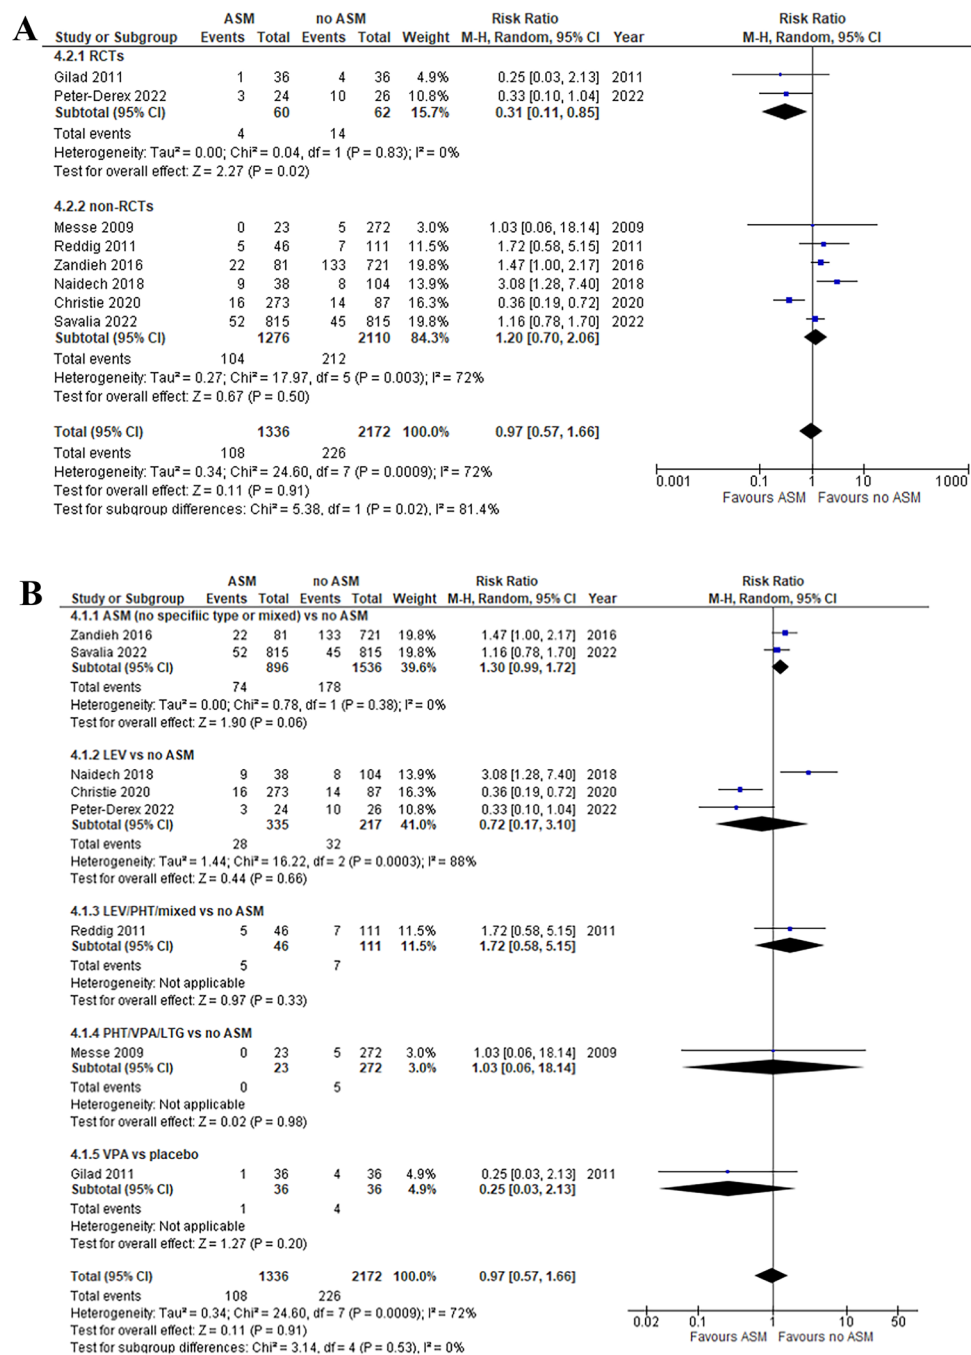 A
ASM no ASM Risk Ratio Risk Ratio
Study or Subgroup Events Total Events Total Weight M-H, Random, 95% CI Year M-H, Random, 95% CI
4.2.1 RCTs
Gilad 2011 1 36 4 36 4.9% 0.25 [0.03, 2.13] 2011
Peter-Derex 2022 3 24 10 26 10.8% 0.33 [0.10, 1.04] 2022
Subtotal (95% CI) 60 62 15.7% 0.31 [0.11, 0.85]
Total events 4 14
Heterogeneity: Tau² = 0.00; Chi² = 0.04, df = 1 (P = 0.83); I² = 0%
Test for overall effect: Z = 2.27 (P = 0.02)
4.2.2 non-RCTs
Messe 2009 0 23 5 272 3.0% 1.03 [0.06, 18.14] 2009
Reddig 2011 5 46 7 111 11.5% 1.72 [0.58, 5.15] 2011
Zandieh 2016 22 81 133 721 19.8% 1.47 [1.00, 2.17] 2016
Naidech 2018 9 38 8 104 13.9% 3.08 [1.28, 7.40] 2018
Christie 2020 16 273 14 87 16.3% 0.36 [0.19, 0.72] 2020
Savalia 2022 52 815 45 815 19.8% 1.16 [0.78, 1.70] 2022
Subtotal (95% CI) 1276 2110 84.3% 1.20 [0.70, 2.06]
Total events 104 212
Heterogeneity: Tau² = 0.27; Chi² = 17.97, df = 5 (P = 0.003); I² = 72%
Test for overall effect: Z = 0.67 (P = 0.50)
Total (95% CI) 1336 2172 100.0% 0.97 [0.57, 1.66]
Total events 108 226
Heterogeneity: Tau² = 0.34; Chi² = 24.60, df = 7 (P = 0.0009); I² = 72%
Test for overall effect: Z = 0.11 (P = 0.91)
Test for subgroup differences: Chi² = 5.38, df = 1 (P = 0.02), I² = 81.4%
0.001 0.1 1 10 1000
Favours ASM Favours no ASM
B
ASM no ASM Risk Ratio Risk Ratio
Study or Subgroup Events Total Events Total Weight M-H, Random, 95% CI Year M-H, Random, 95% CI
4.1.1 ASM (no specifiic type or mixed) vs no ASM
Zandieh 2016 22 81 133 721 19.8% 1.47 [1.00, 2.17] 2016
Savalia 2022 52 815 45 815 19.8% 1.16 [0.78, 1.70] 2022
Subtotal (95% CI) 896 1536 39.6% 1.30 [0.99, 1.72]
Total events 74 178
Heterogeneity: Tau² = 0.00; Chi² = 0.78, df = 1 (P = 0.38); I² = 0%
Test for overall effect: Z = 1.90 (P = 0.06)
4.1.2 LEV vs no ASM
Naidech 2018 9 38 8 104 13.9% 3.08 [1.28, 7.40] 2018
Christie 2020 16 273 14 87 16.3% 0.36 [0.19, 0.72] 2020
Peter-Derex 2022 3 24 10 26 10.8% 0.33 [0.10, 1.04] 2022
Subtotal (95% CI) 335 217 41.0% 0.72 [0.17, 3.10]
Total events 28 32
Heterogeneity: Tau² = 1.44; Chi² = 16.22, df = 2 (P = 0.0003); I² = 88%
Test for overall effect: Z = 0.44 (P = 0.66)
4.1.3 LEV/PHT/mixed vs no ASM
Reddig 2011 5 46 7 111 11.5% 1.72 [0.58, 5.15] 2011
Subtotal (95% CI) 46 111 11.5% 1.72 [0.58, 5.15]
Total events 5 7
Heterogeneity: Not applicable
Test for overall effect: Z = 0.97 (P = 0.33)
4.1.4 PHT/VPA/LTG vs no ASM
Messe 2009 0 23 5 272 3.0% 1.03 [0.06, 18.14] 2009
Subtotal (95% CI) 23 272 3.0% 1.03 [0.06, 18.14]
Total events 0 5
Heterogeneity: Not applicable
Test for overall effect: Z = 0.02 (P = 0.98)
4.1.5 VPA vs placebo
Gilad 2011 1 36 4 36 4.9% 0.25 [0.03, 2.13] 2011
Subtotal (95% CI) 36 36 4.9% 0.25 [0.03, 2.13]
Total events 1 4
Heterogeneity: Not applicable
Test for overall effect: Z = 1.27 (P = 0.20)
Total (95% CI) 1336 2172 100.0% 0.97 [0.57, 1.66]
Total events 108 226
Heterogeneity: Tau² = 0.34; Chi² = 24.60, df = 7 (P = 0.0009); I² = 72%
Test for overall effect: Z = 0.11 (P = 0.91)
Test for subgroup differences: Chi² = 3.14, df = 4 (P = 0.53), I² = 0%
0.02 0.1 1 10 50
Favours ASM Favours no ASM